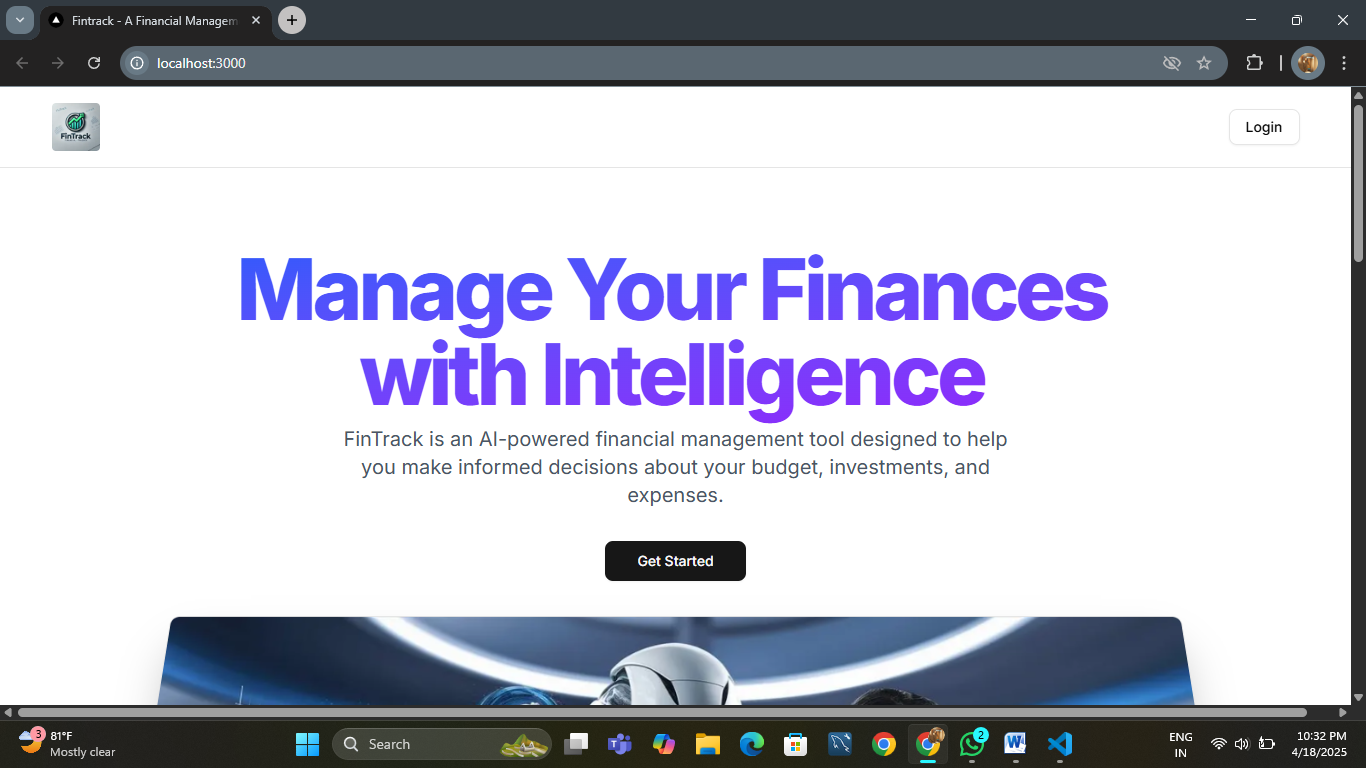 Fintrack - A Financial Managem
localhost:3000
FinTrack
Login
Manage Your Finances
with Intelligence
FinTrack is an AI-powered financial management tool designed to help
you make informed decisions about your budget, investments, and
expenses.
Get Started
3
81°F
Mostly clear
Search
2
ENG
IN
10:32 PM
4/18/2025